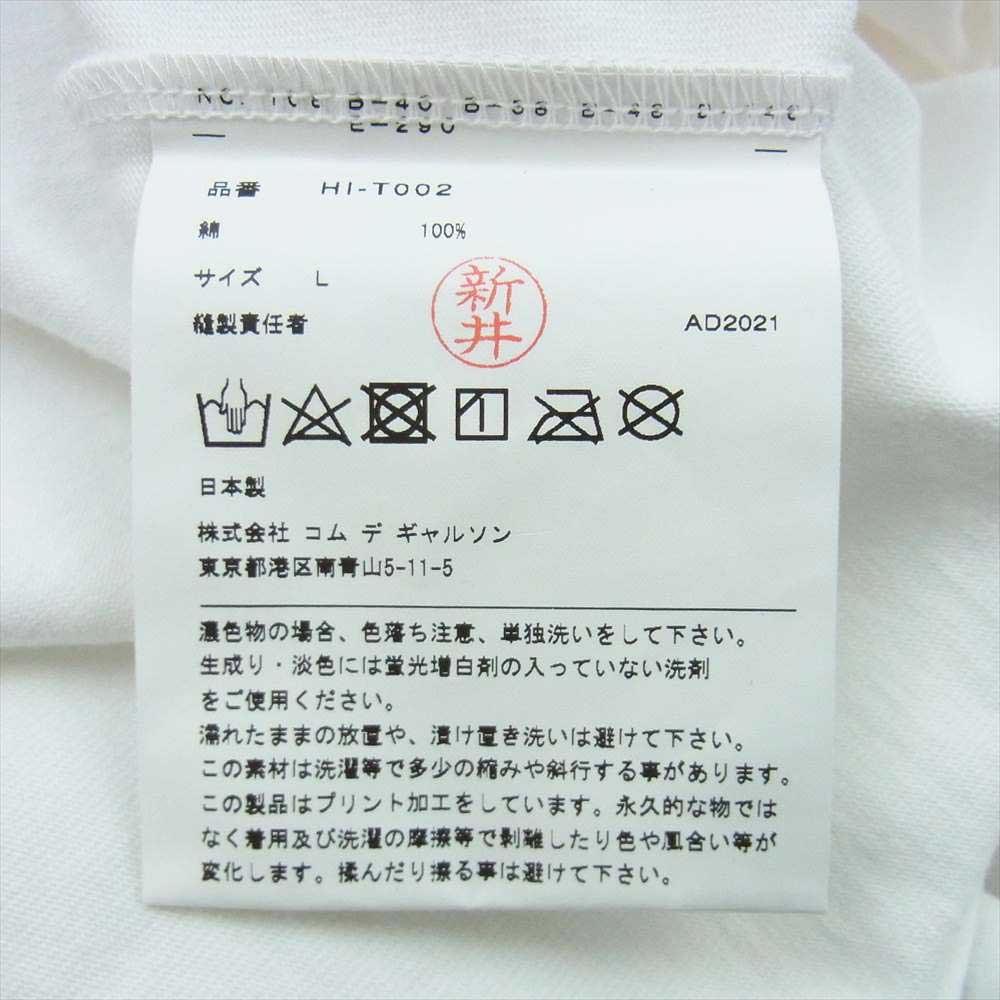 品番 HI-T002
綿 100%
サイズ L
新井
縫製責任者 AD2021
日本製
株式会社 コム デ ギャルソン
東京都港区南青山5-11-5
濃色物の場合、色落ち注意、単独洗いをして下さい。
生成り・淡色には蛍光増白剤の入っていない洗剤
をご使用ください。
濡れたままの放置や、漬け置き洗いは避けて下さい。
この素材は洗濯等で多少の縮みや斜行する事があります。
この製品はプリント加工をしています。永久的な物では
なく着用及び洗濯の摩擦等で剥離したり色や風合い等が
変化します。揉んだり擦る事は避けて下さい。